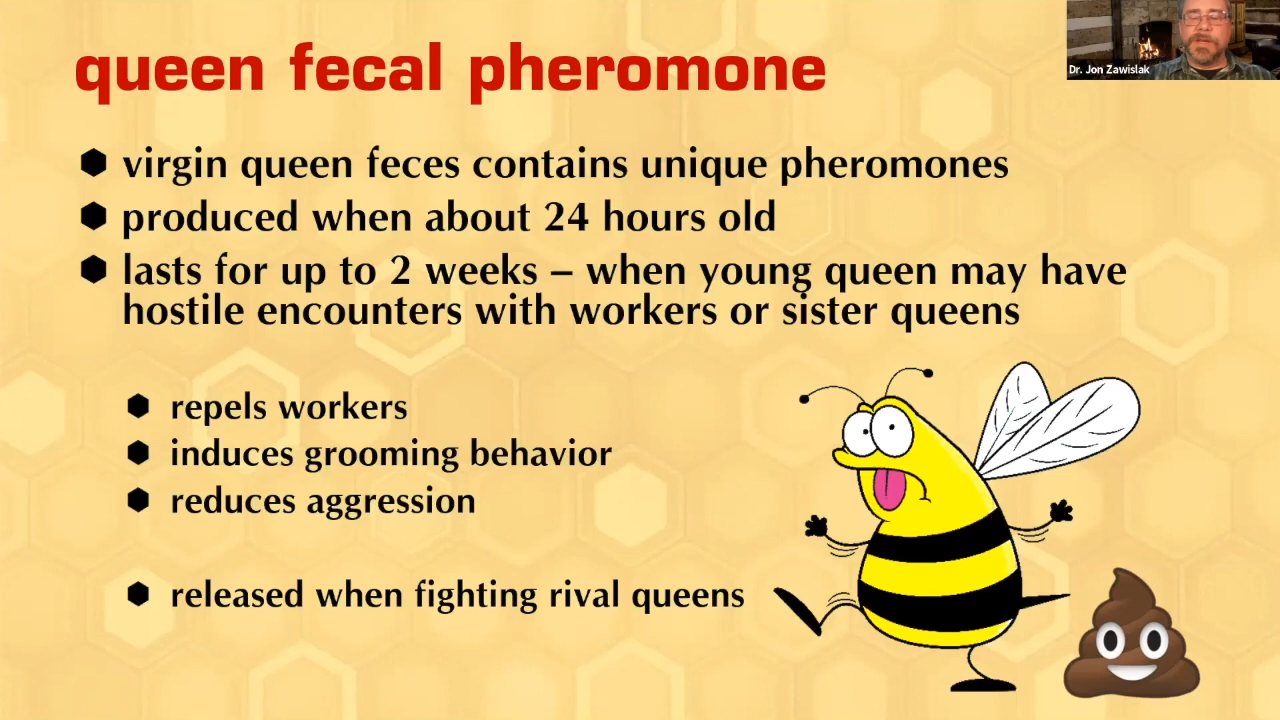 queen fecal pheromone
Dr. Jon Zawislak
virgin queen feces contains unique pheromones
produced when about 24 hours old
lasts for up to 2 weeks – when young queen may have
hostile encounters with workers or sister queens
repels workers
induces grooming behavior
reduces aggression
released when fighting rival queens